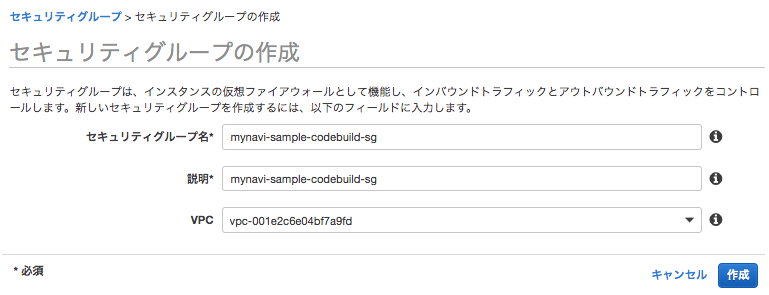 セキュリティグループ > セキュリティグループの作成
セキュリティグループの作成
セキュリティグループは、インスタンスの仮想ファイアウォールとして機能し、インバウンドトラフィックとアウトバウンドトラフィックをコントロ
ールします。新しいセキュリティグループを作成するには、以下のフィールドに入力します。
セキュリティグループ名* mynavi-sample-codebuild-sg
説明* mynavi-sample-codebuild-sg
VPC vpc-001e2c6e04bf7a9fd
* 必須 キャンセル 作成